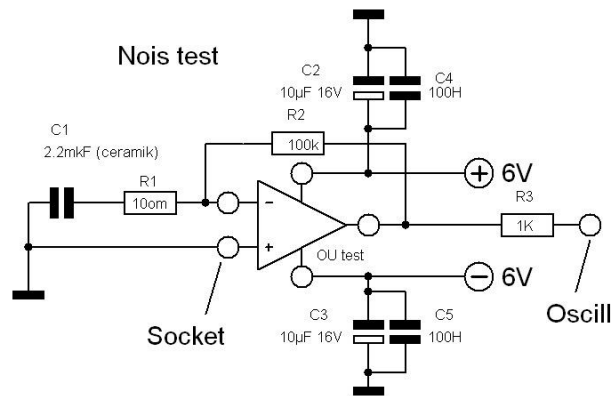 Nois test
C2
10µF 16V
C4
100H
R2
100k
C1
2.2mkF (ceramik)
R1
10om
+ 6V
R3
1K
−
+
OU test
− 6V
Socket
Oscill
C3
10µF 16V
C5
100H